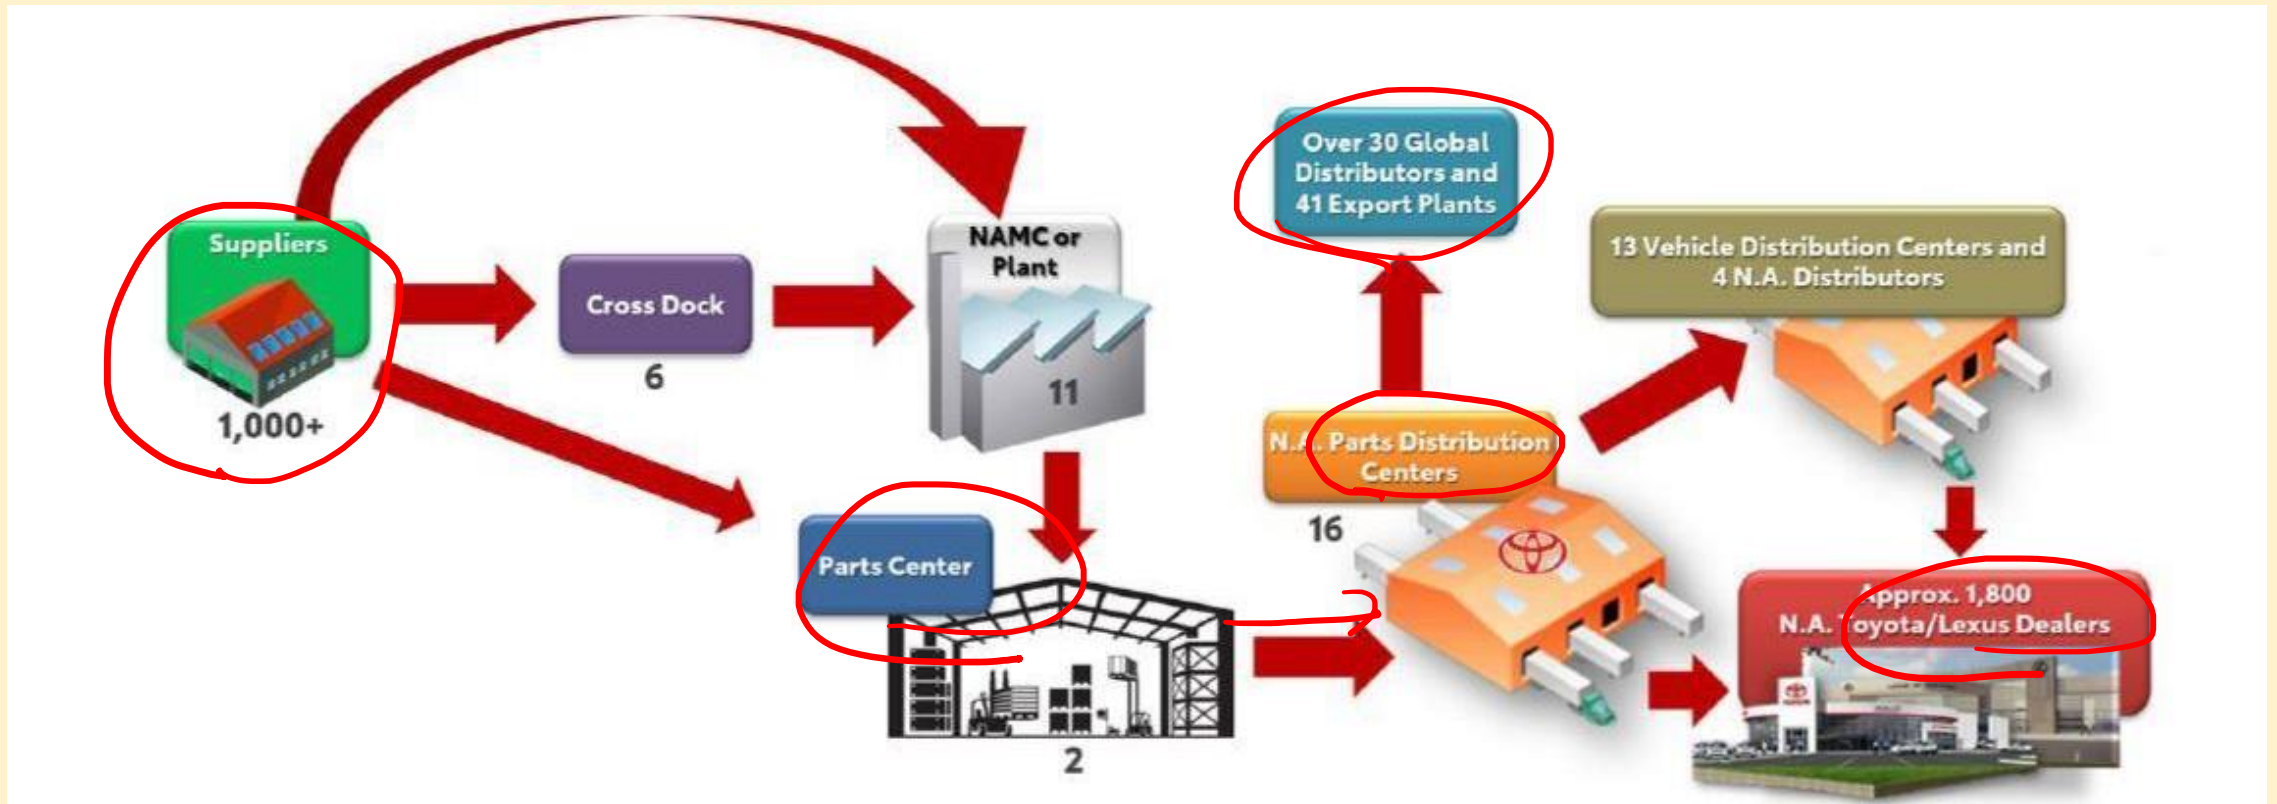 Suppliers
1,000+
Cross Dock
6
NAMC or
Plant
11
Parts Center
2
Over 30 Global
Distributors and
41 Export Plants
N.A. Parts Distribution
Centers
16
13 Vehicle Distribution Centers and
4 N.A. Distributors
Approx. 1,800
N.A. Toyota/Lexus Dealers